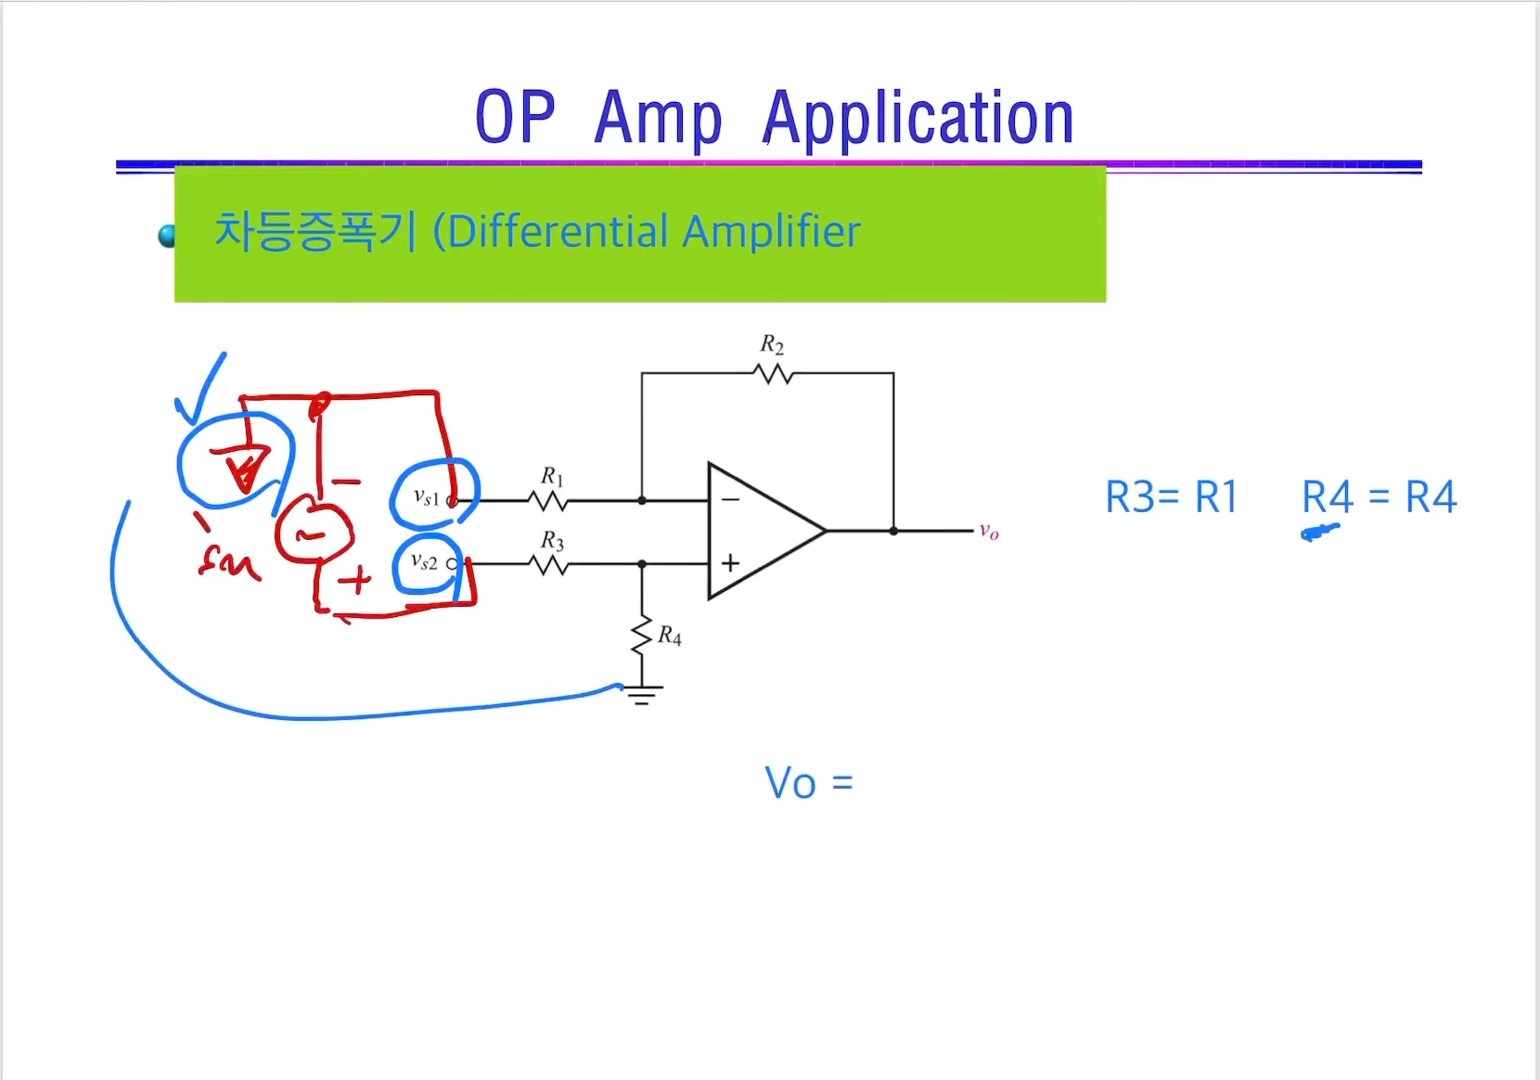 OP Amp Application
차등증폭기 (Differential Amplifier
R2
R1
vs1
−
R3= R1 R4 = R4
vo
R3
vs2
+
R4
Vo =